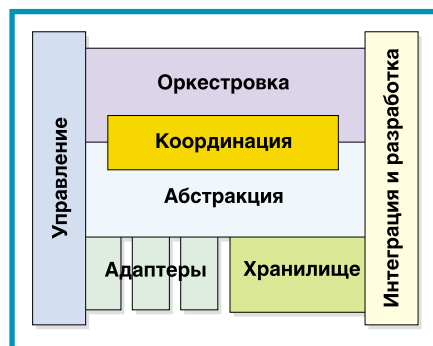 Управление
Оркестровка
Координация
Абстракция
Адаптеры
Хранилище
Интеграция и разработка